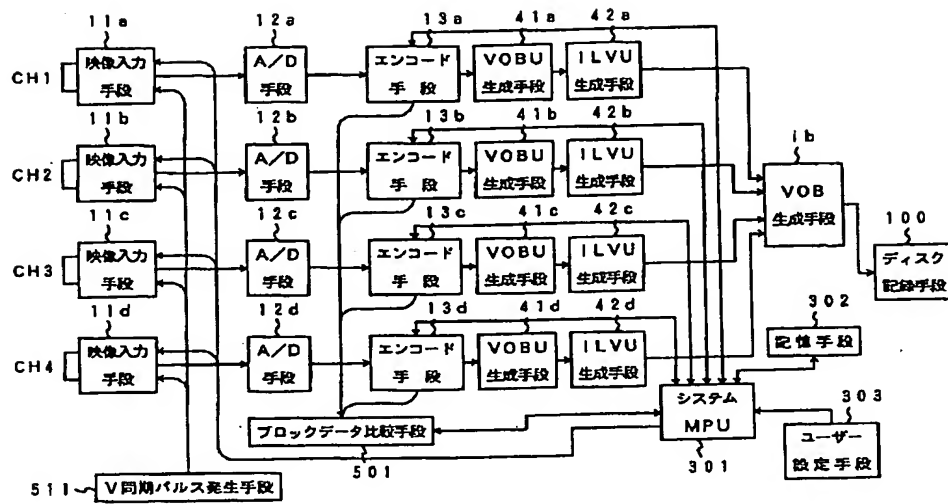 11a
12a
13a
41a
42a
CH1
映像入力
手段
A/D
手段
エンコード
手段
VOBU
生成手段
ILVU
生成手段
11b
12b
13b
41b
42b
1b
CH2
映像入力
手段
A/D
手段
エンコード
手段
VOBU
生成手段
ILVU
生成手段
VOB
生成手段
11c
12c
13c
41c
42c
100
CH3
映像入力
手段
A/D
手段
エンコード
手段
VOBU
生成手段
ILVU
生成手段
ディスク
記録手段
11d
12d
13d
41d
42d
302
CH4
映像入力
手段
A/D
手段
エンコード
手段
VOBU
生成手段
ILVU
生成手段
記憶手段
ブロックデータ比較手段
501
システム
MPU
301
303
ユーザー
設定手段
511
V同期パルス発生手段